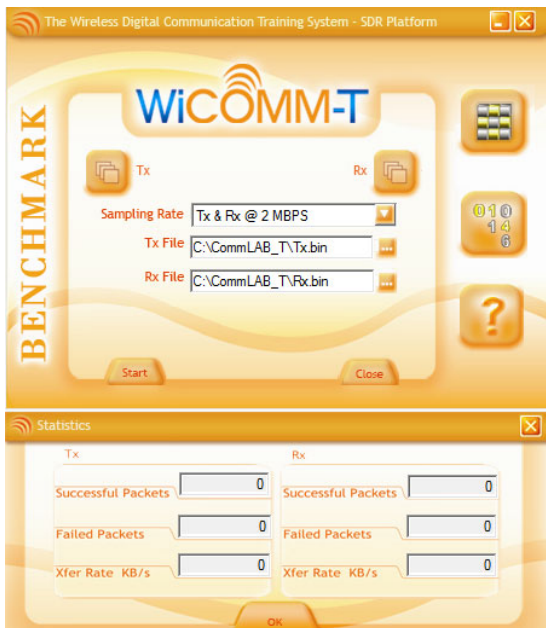 The Wireless Digital Communication Training System - SDR Platform
BENCHMARK
WiCOMM-T
Tx
Rx
Sampling Rate
Tx & Rx @ 2 MBPS
Tx File
C:\CommLAB_T\Tx.bin
...
Rx File
C:\CommLAB_T\Rx.bin
...
Start
Close
010
14
6
?
Statistics
Tx
Rx
Successful Packets
0
Successful Packets
0
Failed Packets
0
Failed Packets
0
Xfer Rate KB/s
0
Xfer Rate KB/s
0
OK